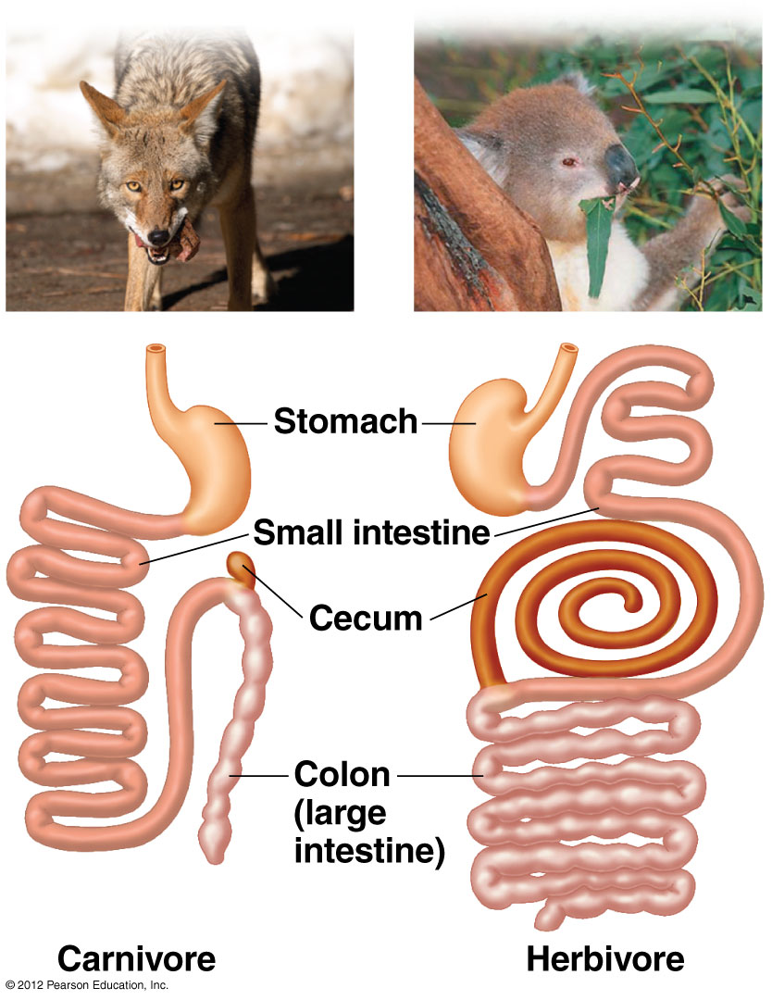 Stomach
Small intestine
Cecum
Colon
(large
intestine)
Carnivore
Herbivore
© 2012 Pearson Education, Inc.